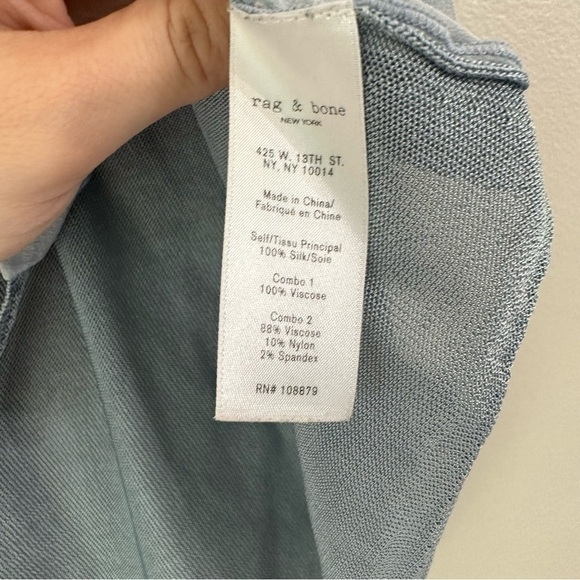 rag & bone
NEW YORK
425 W. 13TH ST.
NY, NY 10014
Made in China/
Fabriqué en Chine
Self/Tissu Principal
100% Silk/Soie
Combo 1
100% Viscose
Combo 2
88% Viscose
10% Nylon
2% Spandex
RN# 108879